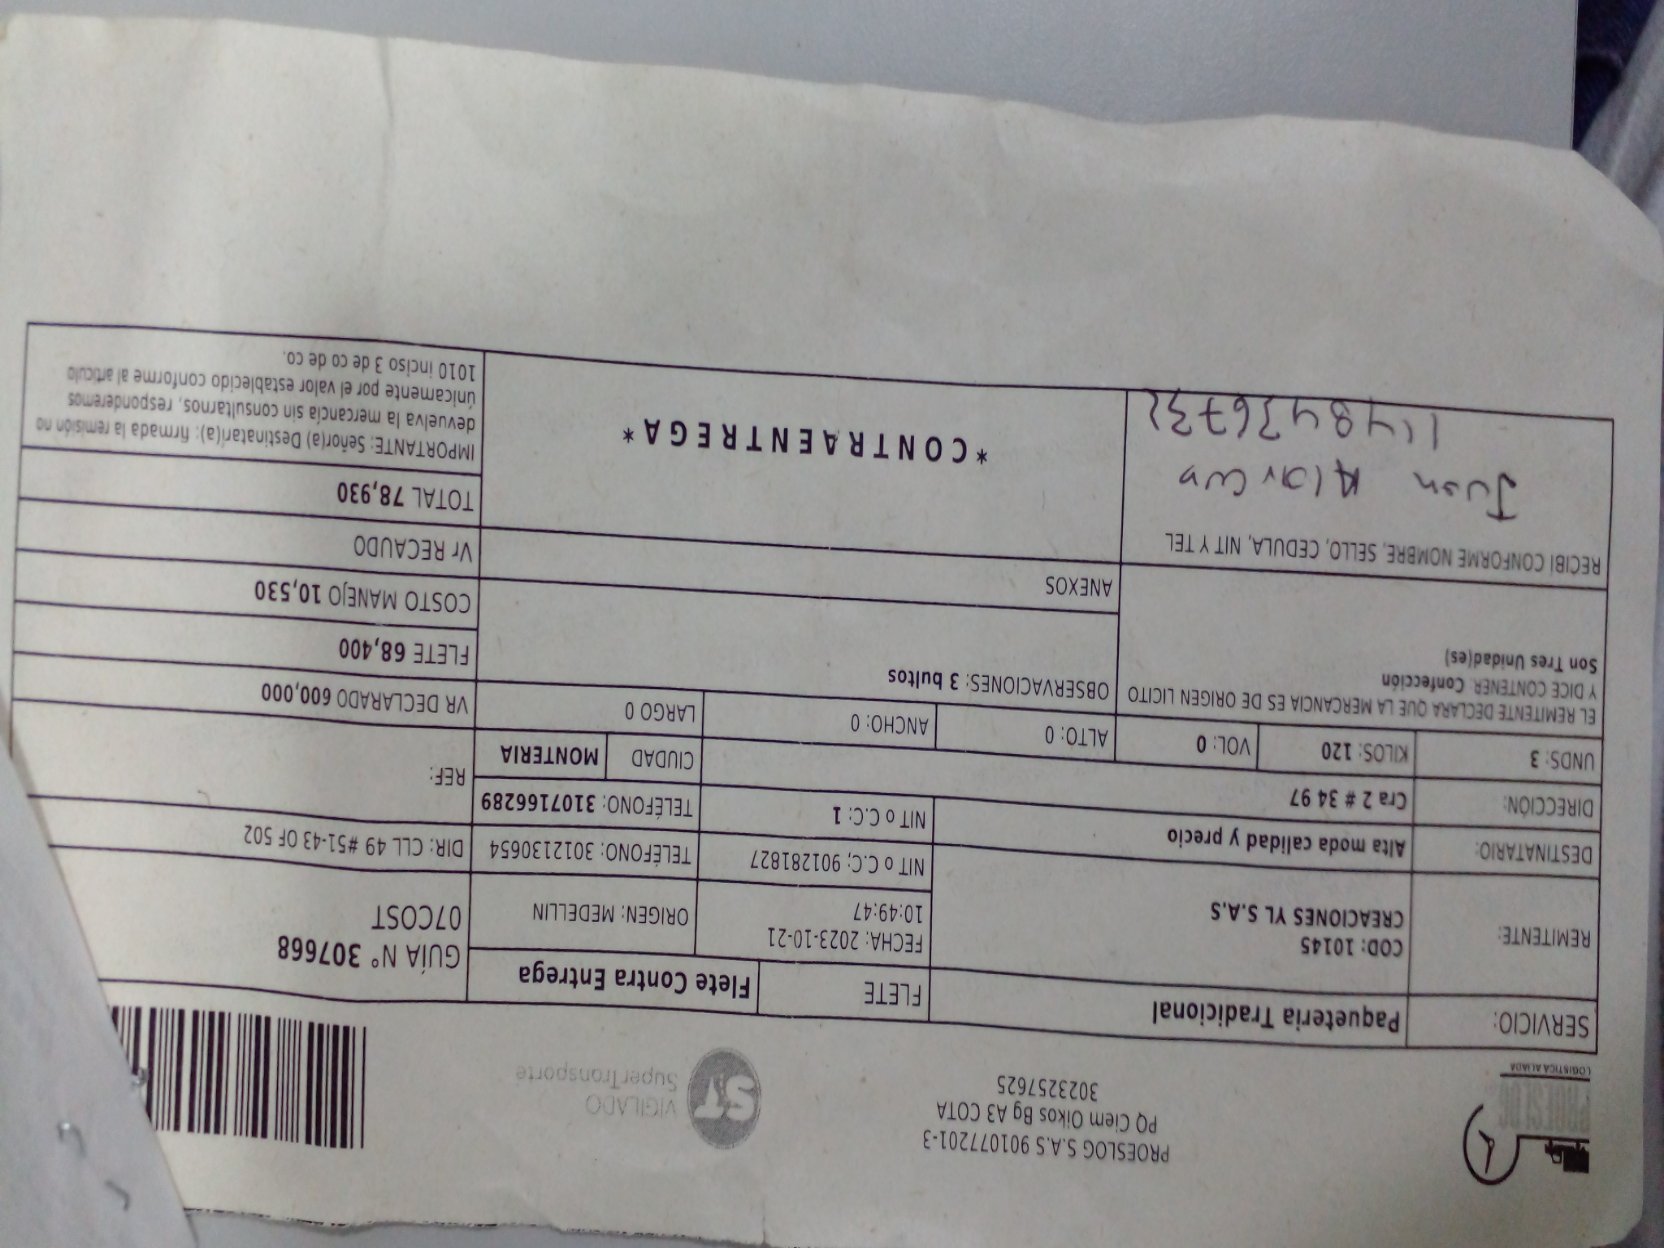 PROESLOG
LOGISTICA ALIADA
PROESLOG S.A.S 901077201-3
PQ Ciem Oikos Bg A3 COTA
3023257625
ST
VIGILADO
SuperTransporte
SERVICIO: Paqueteria Tradicional FLETE Flete Contra Entrega
GUÍA N° 307668
07COST
REMITENTE: COD: 10145
CREACIONES YL S.A.S
FECHA: 2023-10-21
10:49:47
ORIGEN: MEDELLIN
NIT o C.C: 901281827 TELÉFONO: 3012130654 DIR: CLL 49 #51-43 OF 502
DESTINATARIO: Alta moda calidad y precio NIT o C.C: 1 TELÉFONO: 3107166289
REF:
DIRECCIÓN: Cra 2 # 34 97 CIUDAD MONTERIA
UNDS: 3 KILOS: 120 VOL: 0 ALTO: 0 ANCHO: 0 LARGO 0
VR DECLARADO 600,000
EL REMITENTE DECLARA QUE LA MERCANCIA ES DE ORIGEN LICITO
Y DICE CONTENER: Confección
Son Tres Unidad(es)
OBSERVACIONES: 3 bultos
FLETE 68,400
COSTO MANEJO 10,530
ANEXOS
Vr RECAUDO
RECIBI CONFORME NOMBRE, SELLO, CEDULA, NIT Y TEL
Juan
*CONTRAENTREGA*
TOTAL 78,930
IMPORTANTE: Señor(a) Destinatari(a): firmada la remisión no
devuelva la mercancía sin consultarnos, responderemos
únicamente por el valor establecido conforme al articulo
1010 inciso 3 de co de co.